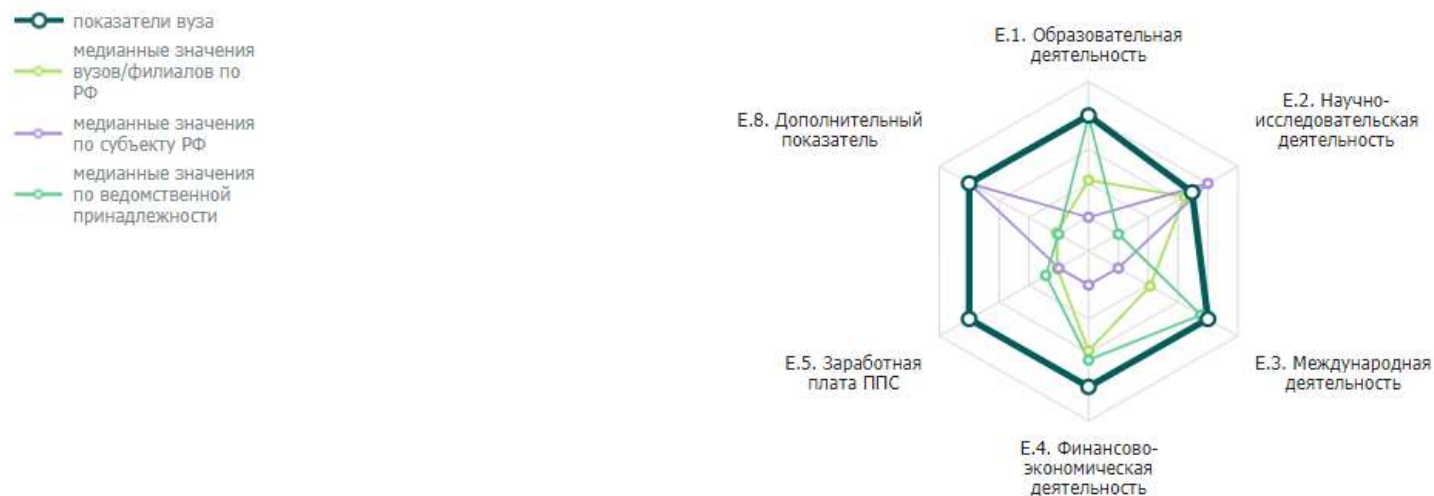 показатели вуза
медианные значения
вузов/филиалов по
РФ
медианные значения
по субъекту РФ
медианные значения
по ведомственной
принадлежности
E.1. Образовательная
деятельность
E.2. Научно-
исследовательская
деятельность
E.8. Дополнительный
показатель
E.5. Заработная
плата ППС
E.3. Международная
деятельность
E.4. Финансово-
экономическая
деятельность